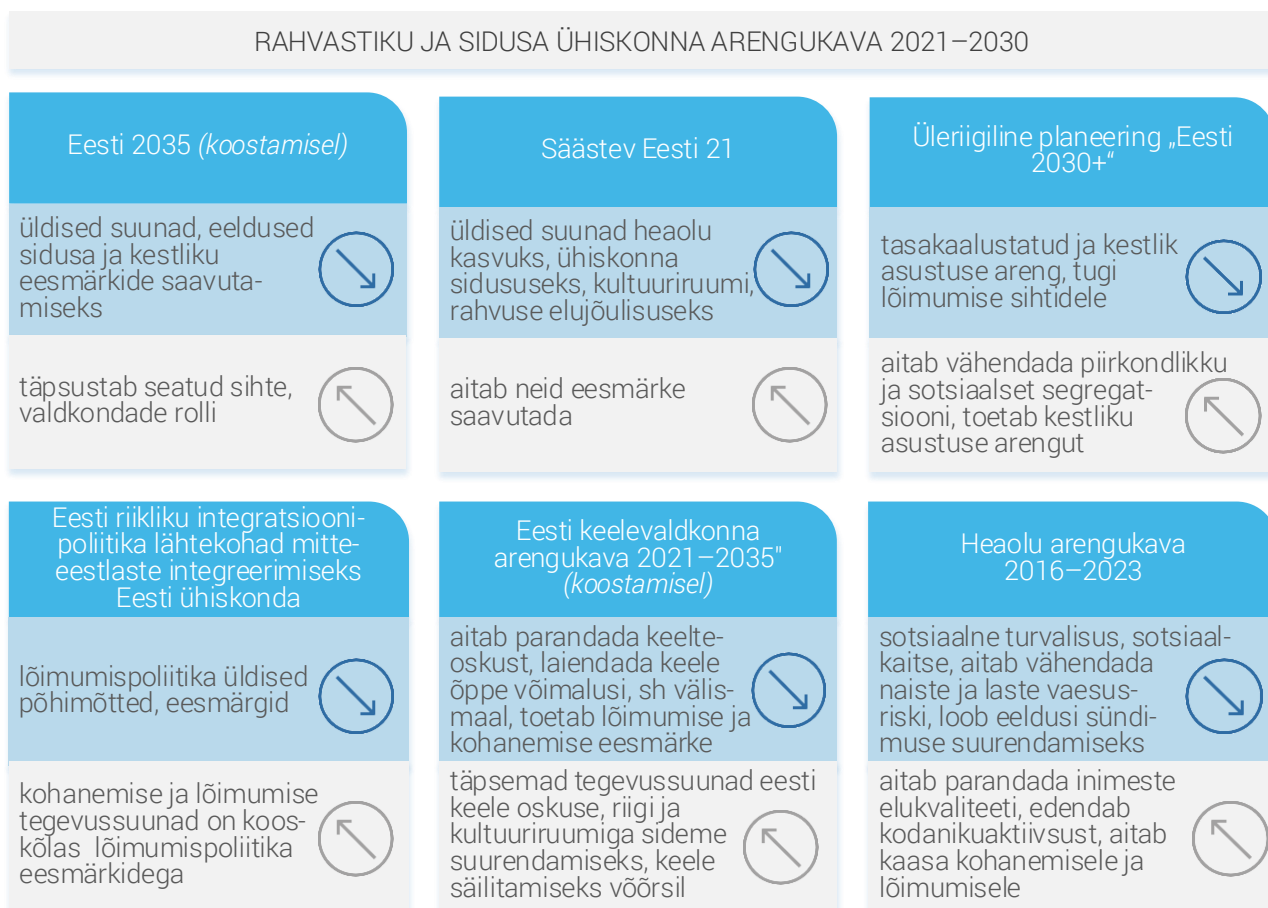 RAHVASTIKU JA SIDUSA ÜHISKONNA ARENGUKAVA 2021–2030
Eesti 2035 (koostamisel)
üldised suunad, eeldused
sidusa ja kestliku
eesmärkide saavuta-
miseks
täpsustab seatud sihte,
valdkondade rolli
Säästev Eesti 21
üldised suunad heaolu
kasvuks, ühiskonna
sidususeks, kultuuriruumi,
rahvuse elujõulisuseks
aitab neid eesmärke
saavutada
Üleriigiline planeering „Eesti
2030+“
tasakaalustatud ja kestlik
asustuse areng, tugi
lõimumise sihtidele
aitab vähendada piirkondlikku
ja sotsiaalset segregat-
siooni, toetab kestliku
asustuse arengut
Eesti riikliku integratsiooni-
poliitika lähtekohad mitte-
eestlaste integreerimiseks
Eesti ühiskonda
lõimumispoliitika üldised
põhimõtted, eesmärgid
kohanemise ja lõimumise
tegevussuunad on koos-
kõlas lõimumispoliitika
eesmärkidega
Eesti keelevaldkonna
arengukava 2021–2035"
(koostamisel)
aitab parandada keelte-
oskust, laiendada keele
õppe võimalusi, sh välis-
maal, toetab lõimumise ja
kohanemise eesmärke
täpsemad tegevussuunad eesti
keele oskuse, riigi ja
kultuuriruumiga sideme
suurendamiseks, keele
säilitamiseks võõrsil
Heaolu arengukava
2016–2023
sotsiaalne turvalisus, sotsiaal-
kaitse, aitab vähendada
naiste ja laste vaesus-
riski, loob eeldusi sündi-
muse suurendamiseks
aitab parandada inimeste
elukvaliteeti, edendab
kodanikuaktiivsust, aitab
kaasa kohanemisele ja
lõimumisele